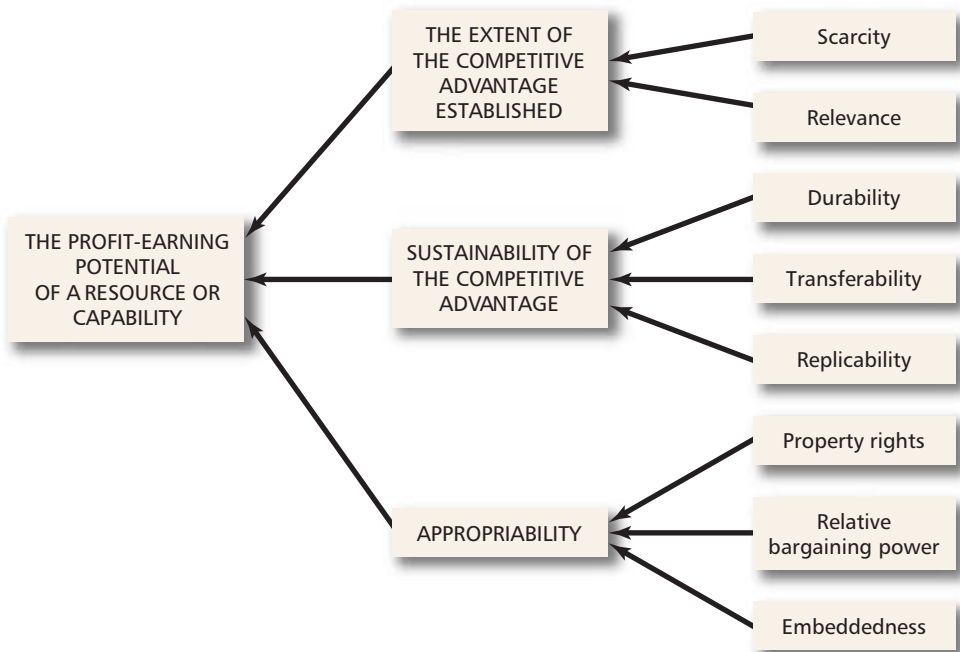 THE EXTENT OF
THE COMPETITIVE
ADVANTAGE
ESTABLISHED
Scarcity
Relevance
THE PROFIT-EARNING
POTENTIAL
OF A RESOURCE OR
CAPABILITY
SUSTAINABILITY OF
THE COMPETITIVE
ADVANTAGE
Durability
Transferability
Replicability
APPROPRIABILITY
Property rights
Relative
bargaining power
Embeddedness